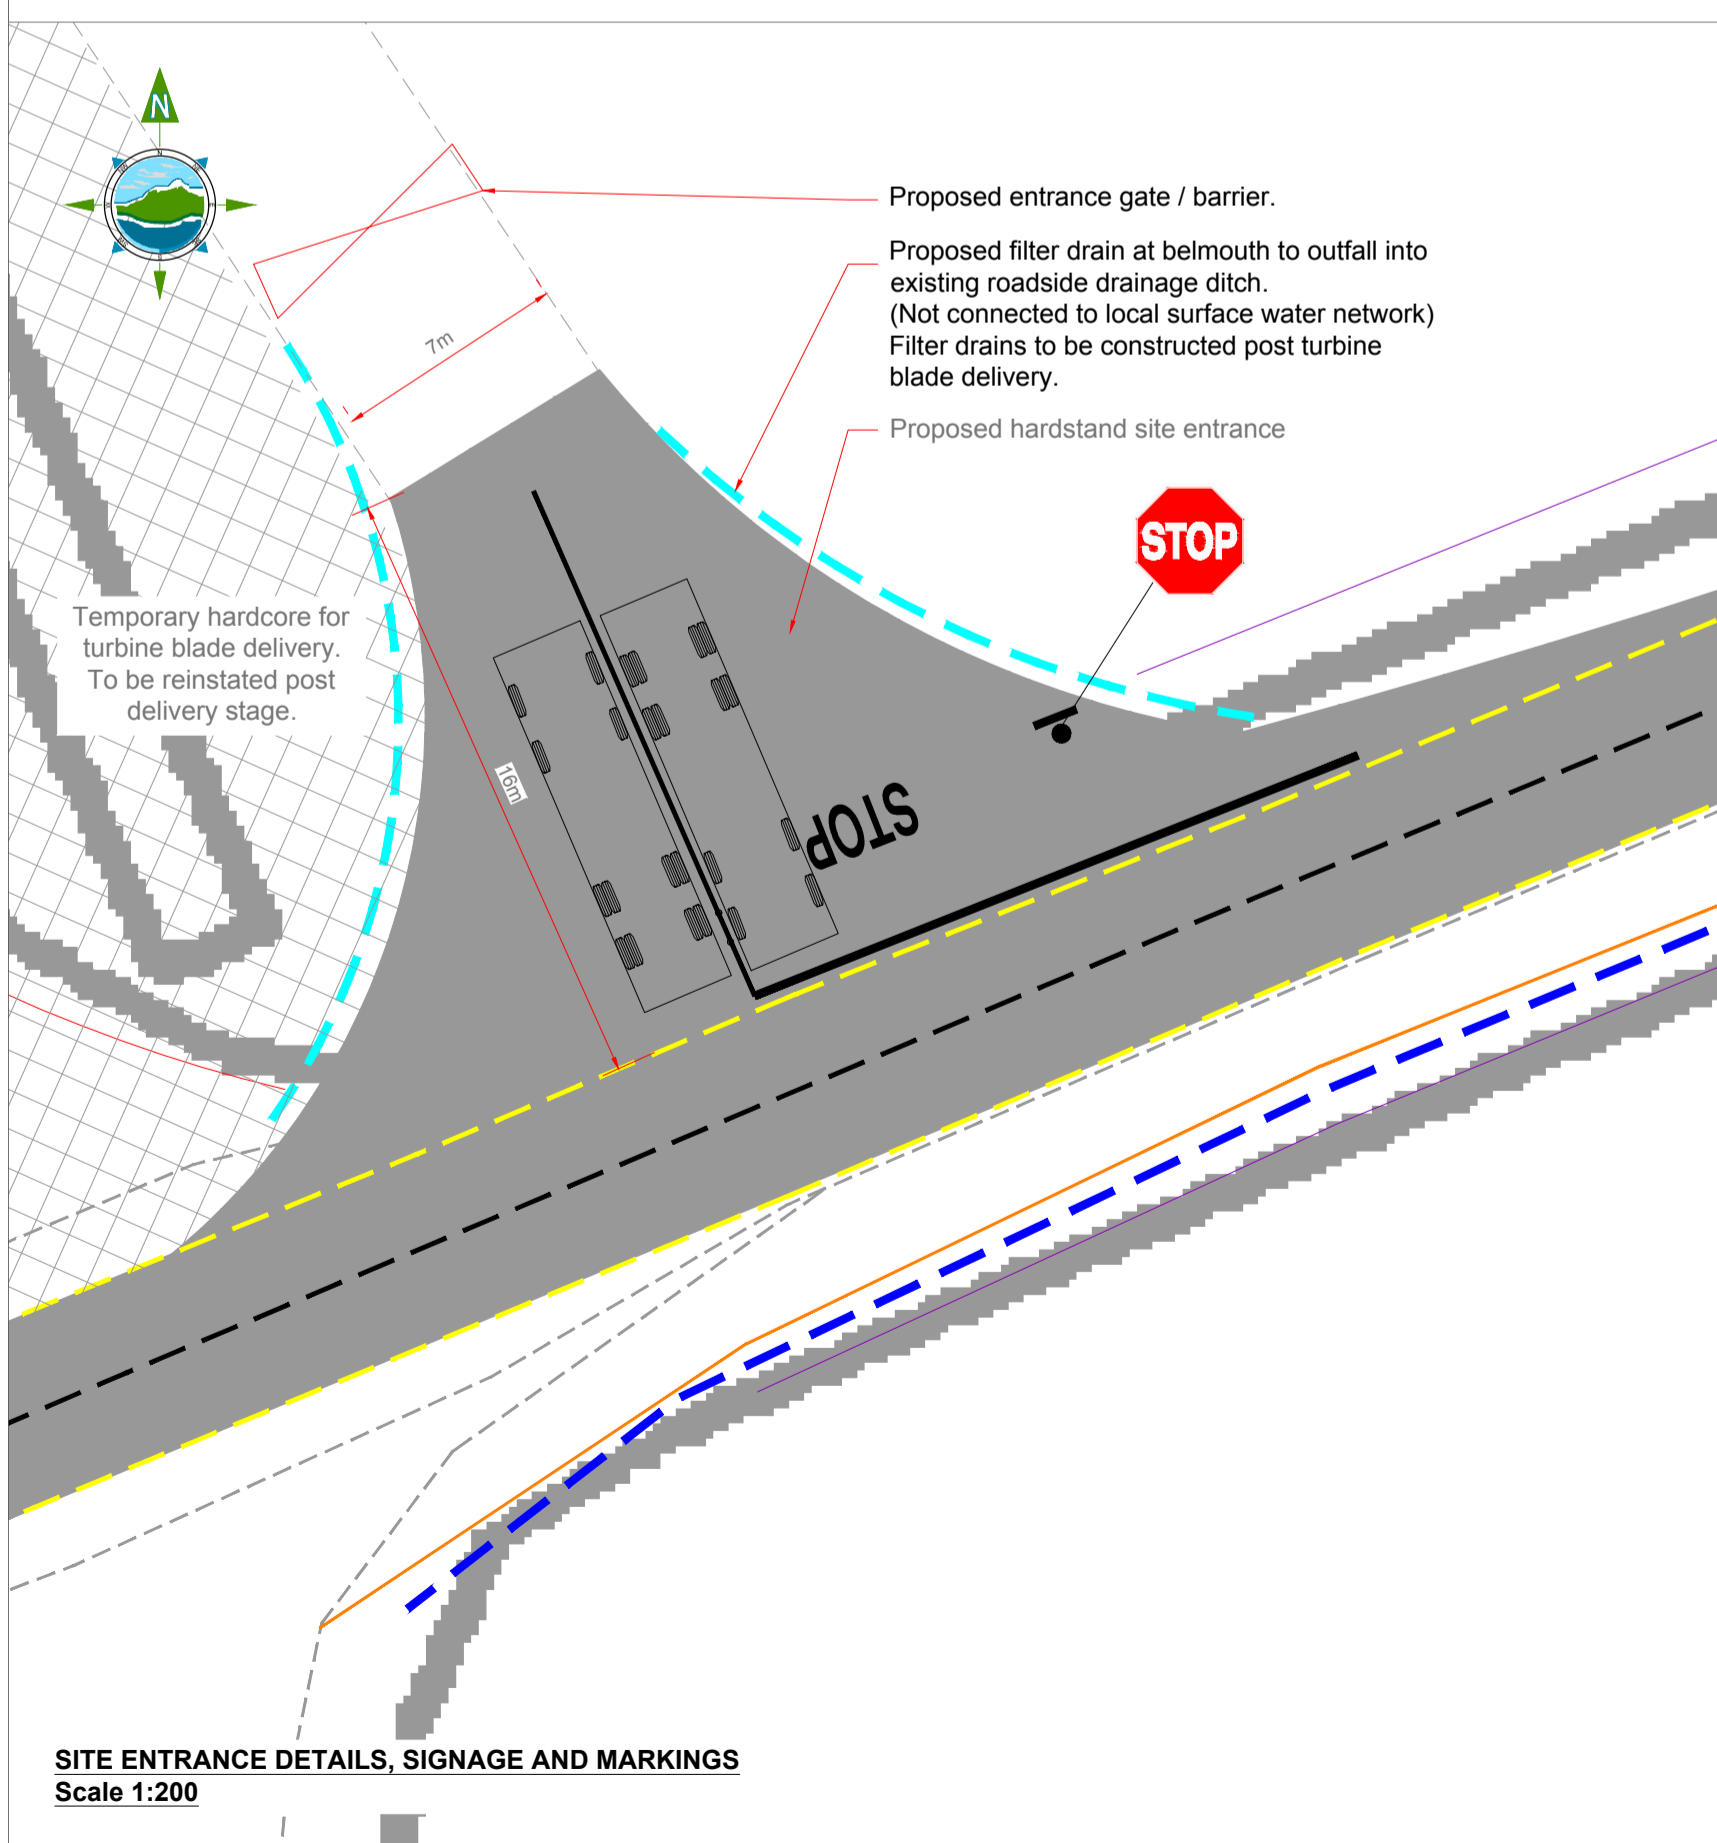 N
Proposed entrance gate / barrier.
Proposed filter drain at belmouth to outfall into
existing roadside drainage ditch.
(Not connected to local surface water network)
Filter drains to be constructed post turbine
blade delivery.
7m
Proposed hardstand site entrance
STOP
Temporary hardcore for
turbine blade delivery.
To be reinstated post
delivery stage.
16m
STOP
SITE ENTRANCE DETAILS, SIGNAGE AND MARKINGS
Scale 1:200